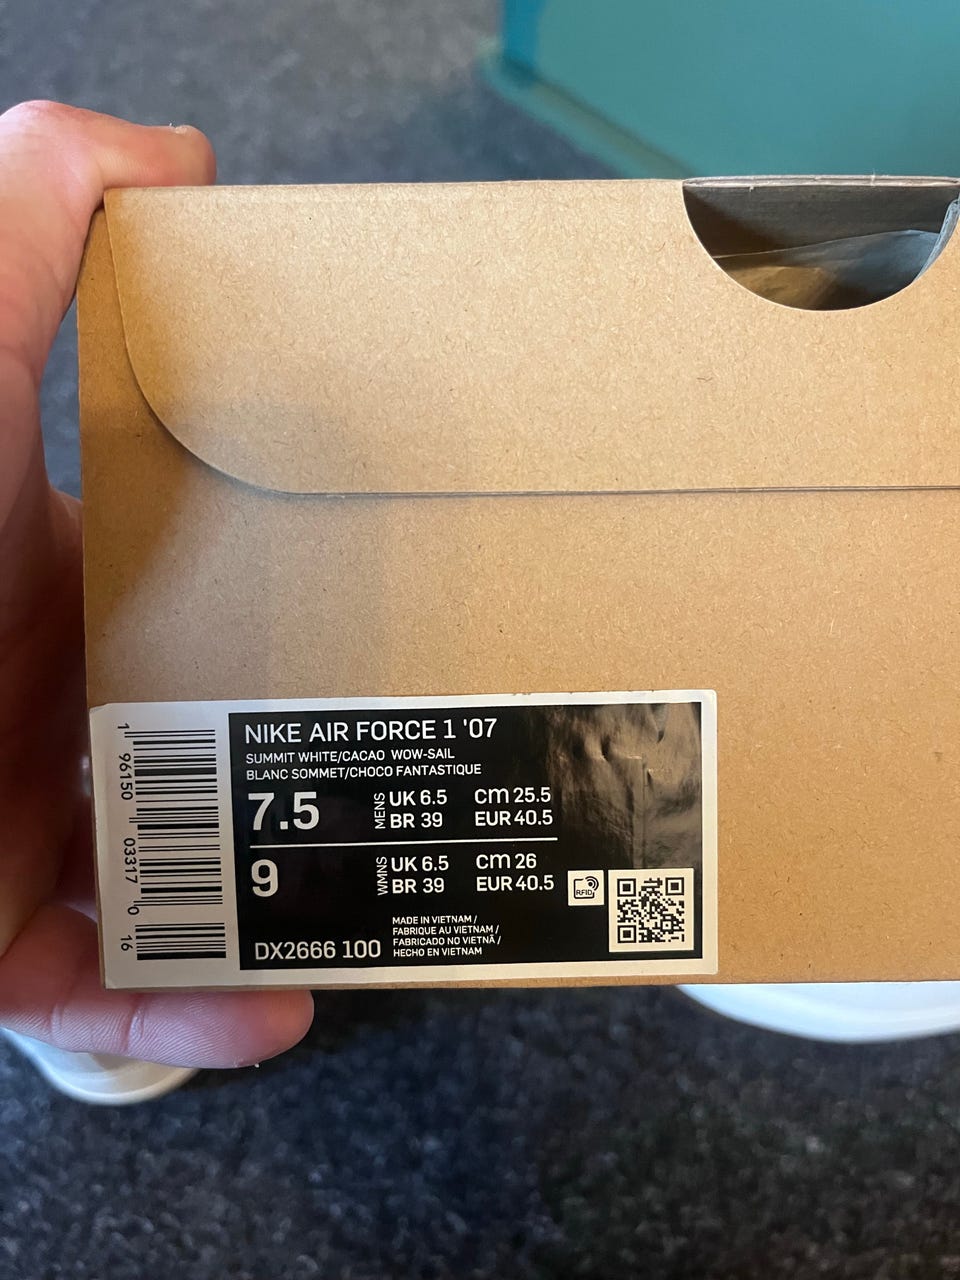 NIKE AIR FORCE 1 '07
SUMMIT WHITE/CACAO WOW-SAIL
BLANC SOMMET/CHOCO FANTASTIQUE
7.5 MENS UK 6.5 CM 25.5
BR 39 EUR 40.5
9 WMNS UK 6.5 CM 26
BR 39 EUR 40.5
RFID
DX2666 100
MADE IN VIETNAM /
FABRIQUE AU VIETNAM /
FABRICADO NO VIETNÃ /
HECHO EN VIETNAM
1 96150 03317 0 16